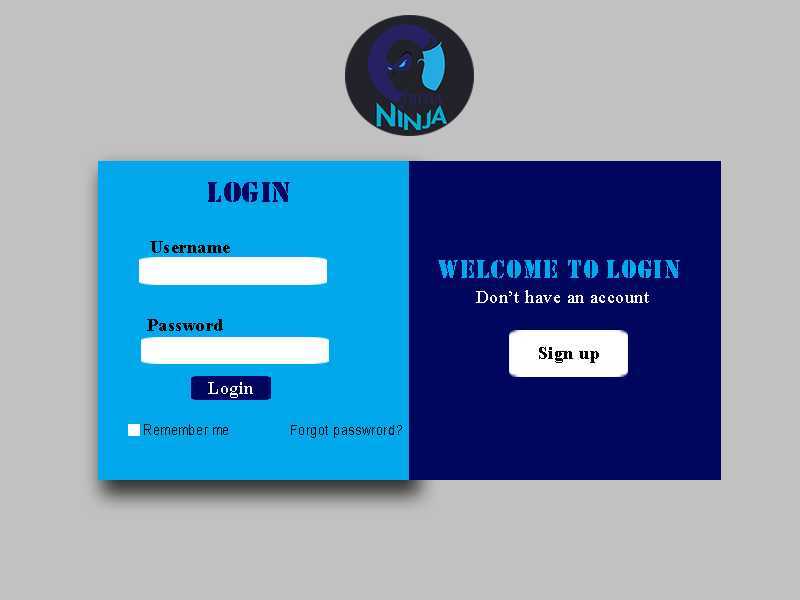 NINJA
LOGIN
Username
Password
Login
Remember me
Forgot passwrord?
WELCOME TO LOGIN
Don’t have an account
Sign up